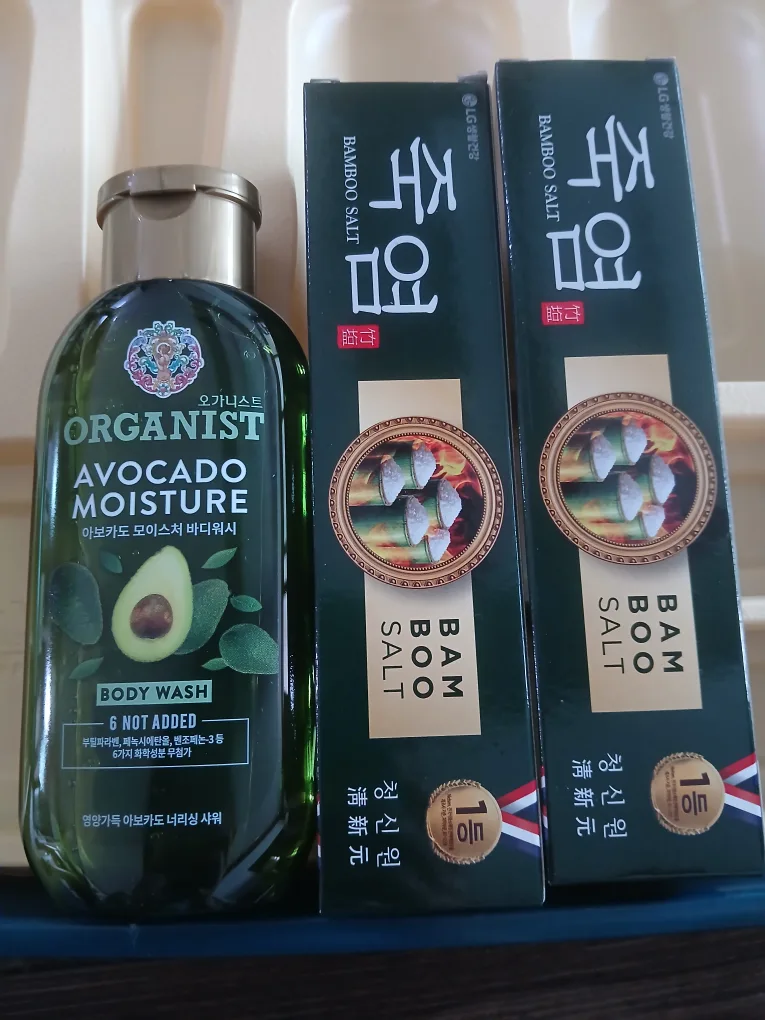 오가니스트
ORGANIST
AVOCADO
MOISTURE
아보카도 모이스처 바디워시
BODY WASH
6 NOT ADDED
부틸파라벤, 페녹시에탄올, 벤조페논-3 등
6가지 화학성분 무첨가
영양가득 아보카도 너리싱 샤워
LG생활건강
죽염
BAMBOO SALT
竹塩
BAM
BOO
SALT
청신원
清新元
1등
LG생활건강
죽염
BAMBOO SALT
竹塩
BAM
BOO
SALT
청신원
清新元
1등